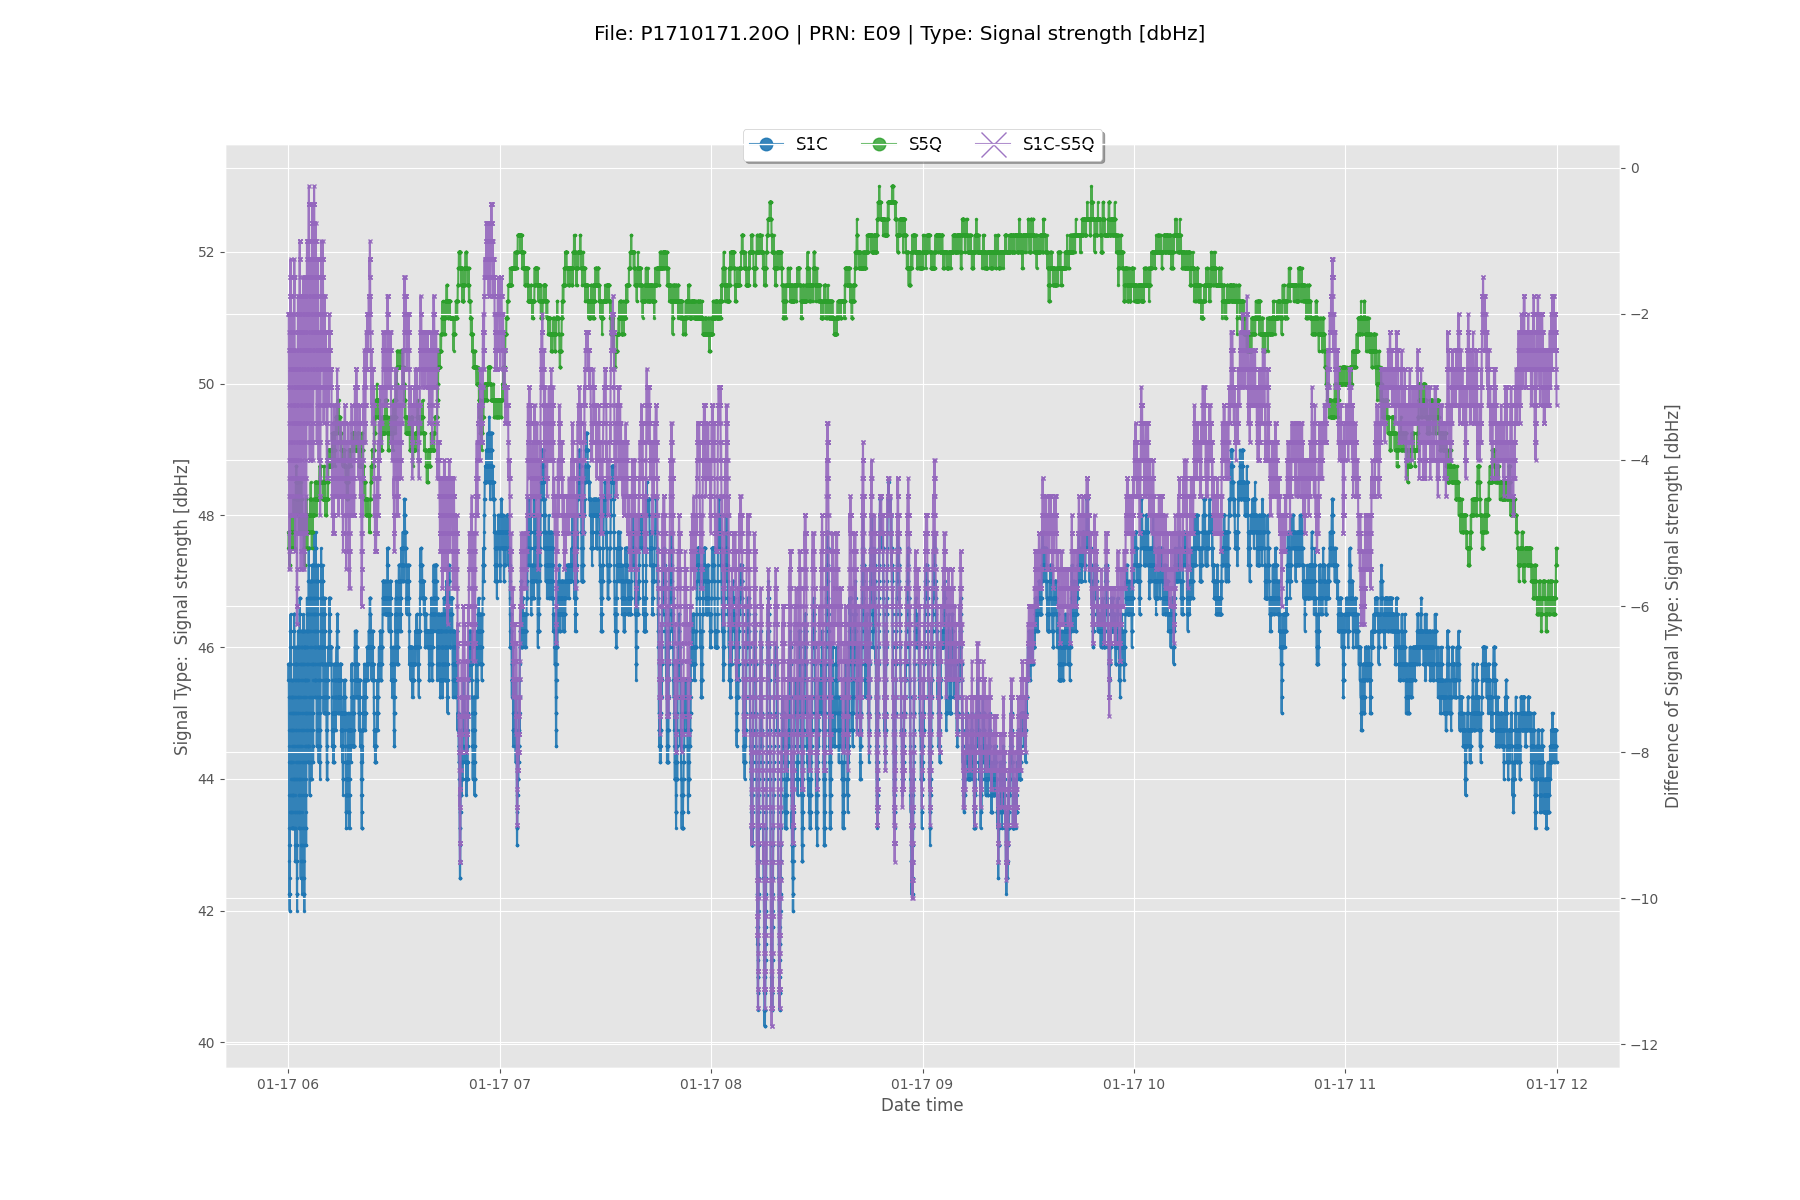 File: P1710171.20O | PRN: E09 | Type: Signal strength [dbHz]
S1C S5Q S1C-S5Q
Signal Type: Signal strength [dbHz]
52
50
48
46
44
42
40
0
−2
−4
−6
−8
−10
−12
Difference of Signal Type: Signal strength [dbHz]
01-17 06 01-17 07 01-17 08 01-17 09 01-17 10 01-17 11 01-17 12
Date time